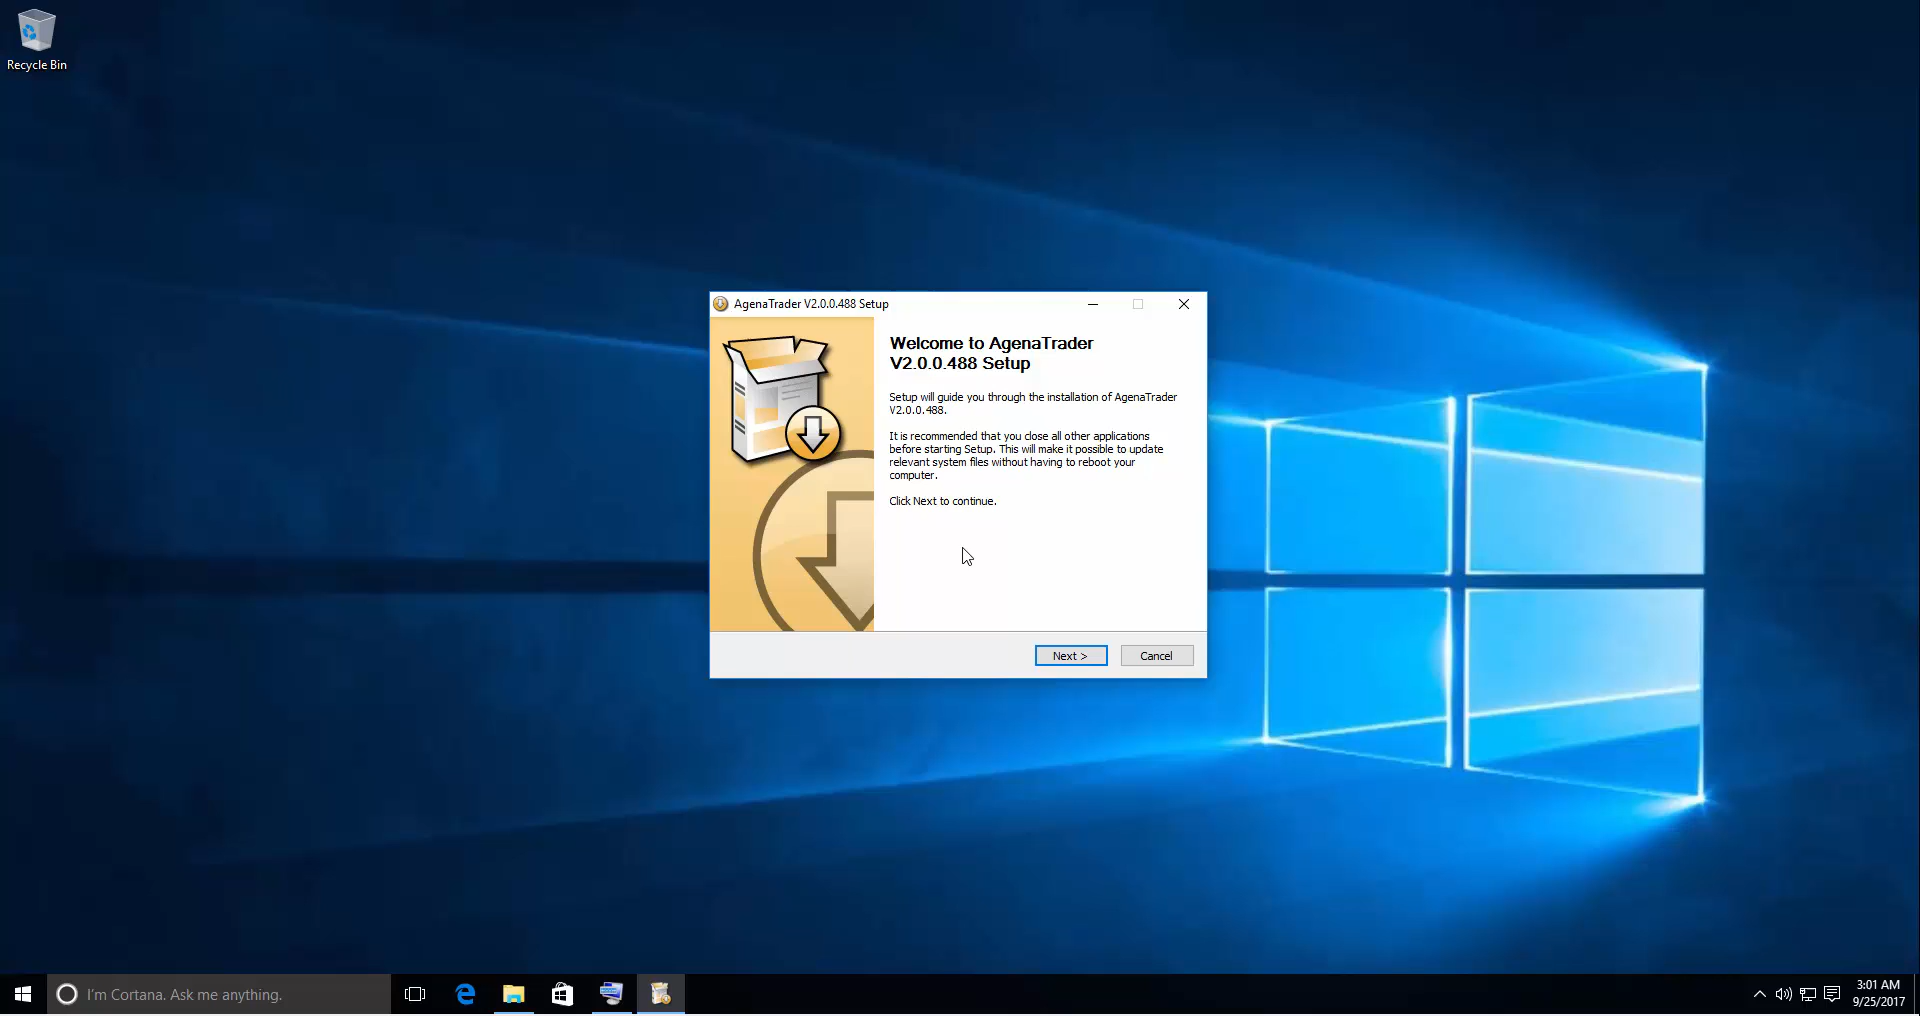 Recycle Bin
AgenaTrader V2.0.0.488 Setup
Welcome to AgenaTrader
V2.0.0.488 Setup
Setup will guide you through the installation of AgenaTrader
V2.0.0.488.
It is recommended that you close all other applications
before starting Setup. This will make it possible to update
relevant system files without having to reboot your
computer.
Click Next to continue.
Next >
Cancel
I'm Cortana. Ask me anything.
3:01 AM
9/25/2017